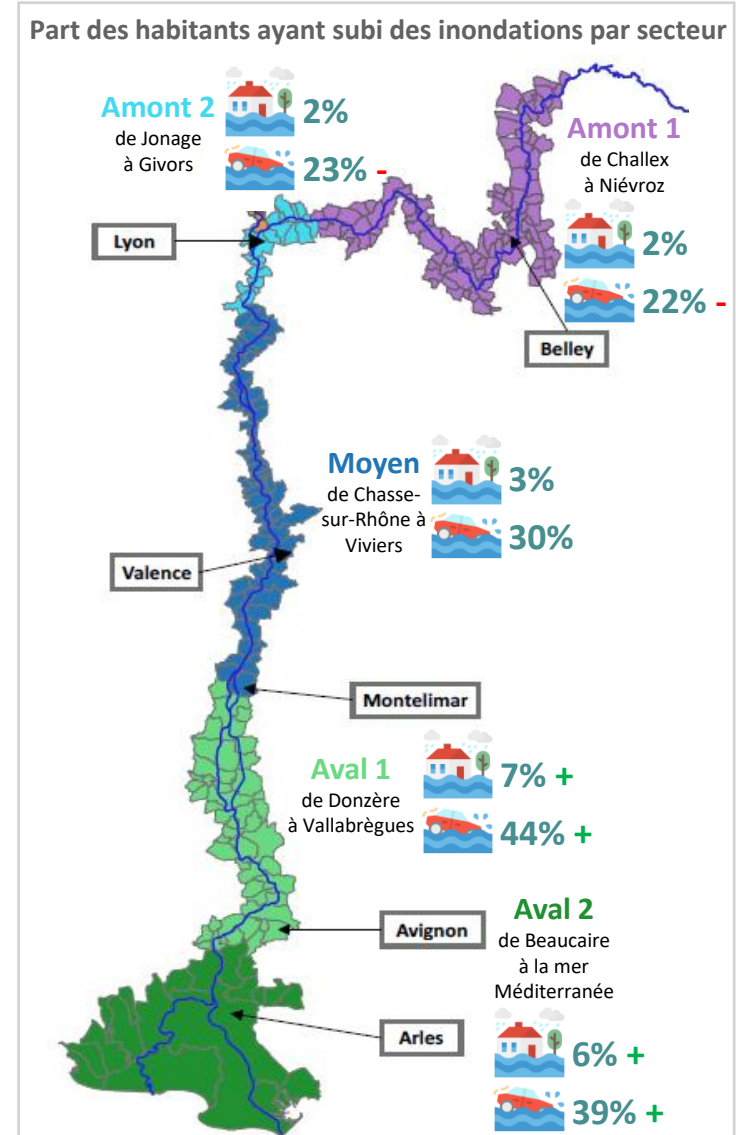 Part des habitants ayant subi des inondations par secteur
Amont 2
de Jonage
à Givors
2%
23% -
Amont 1
de Challex
à Niévroz
2%
22% -
Lyon
Belley
Moyen
de Chasse-
sur-Rhône à
Viviers
3%
30%
Valence
Montelimar
Aval 1
de Donzère
à Vallabrègues
7% +
44% +
Avignon
Aval 2
de Beaucaire
à la mer
Méditerranée
6% +
39% +
Arles